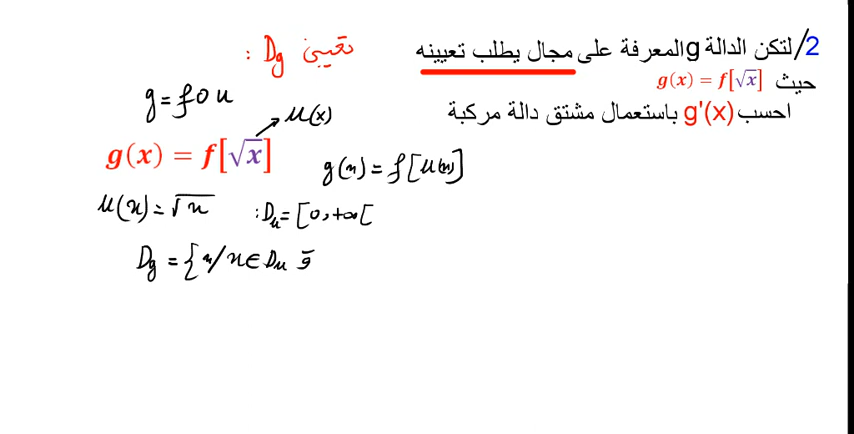 2/ لتكن الدالة g المعرفة على مجال يطلب تعيينه
حيث g(x) = f[√x]
احسب g'(x) باستعمال مشتق دالة مركبة
تعيين Dg :
g = f o u
u(x)
g(x) = f[√x]
g(x) = f[u(x)]
u(x) = √x :Du = [0,+∞[
Dg = {x/x∈Du و